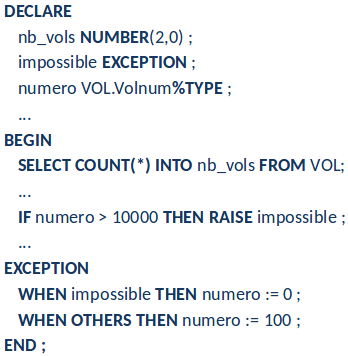 DECLARE
nb_vols NUMBER(2,0) ;
impossible EXCEPTION ;
numero VOL.Volnum%TYPE ;
...
BEGIN
SELECT COUNT(*) INTO nb_vols FROM VOL;
...
IF numero > 10000 THEN RAISE impossible ;
...
EXCEPTION
WHEN impossible THEN numero := 0 ;
WHEN OTHERS THEN numero := 100 ;
END ;